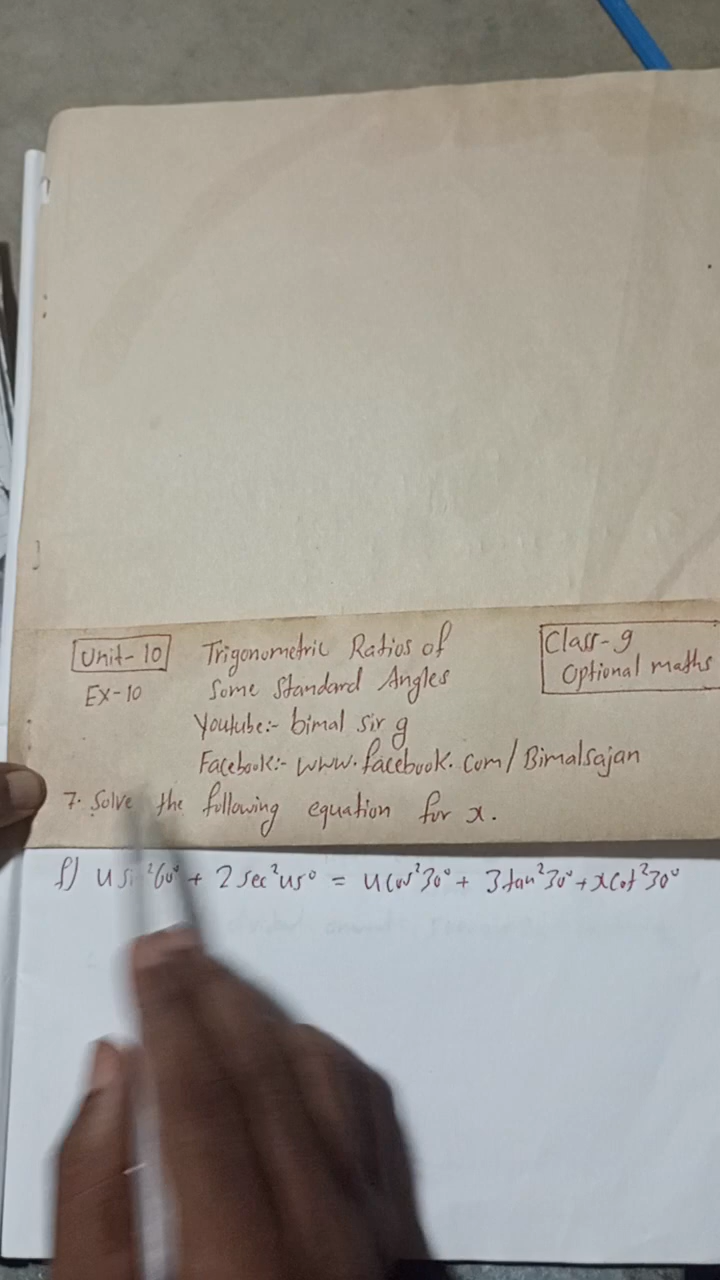 Unit-10 Trigonometric Ratios of Class-9
Ex-10 Some Standard Angles Optional maths
Youtube:- bimal sir g
Facebook:- www.facebook.com/Bimalsajan
7. Solve the following equation for x.
f) 4 sin²60° + 2 sec²45° = 4 cos²30° + 3 tan²30° + x cot²30°